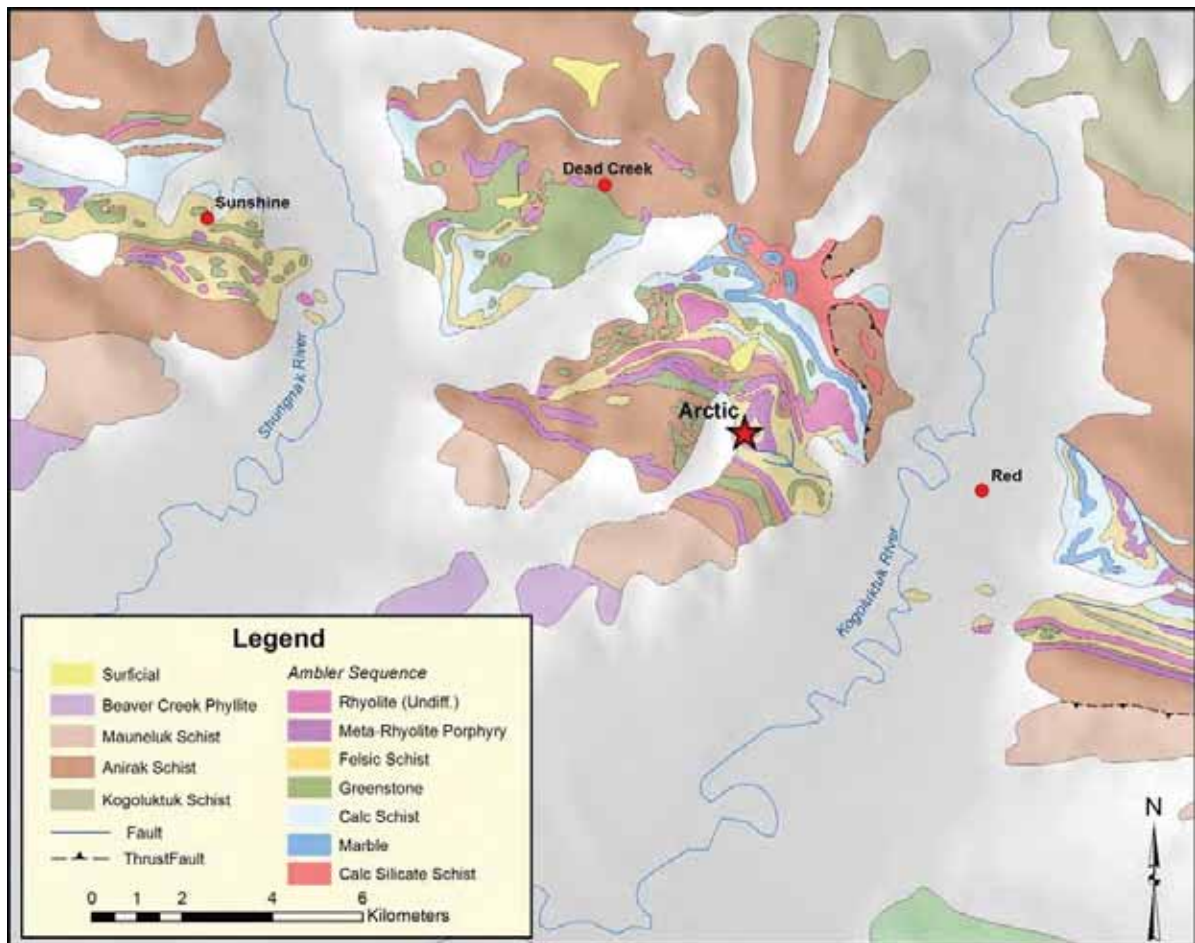 Dead Creek
Sunshine
Shungnak River
Arctic
Red
Kogoluktuk River
Legend
Surficial
Beaver Creek Phyllite
Mauneluk Schist
Anirak Schist
Kogoluktuk Schist
Fault
ThrustFault
Ambler Sequence
Rhyolite (Undiff.)
Meta-Rhyolite Porphyry
Felsic Schist
Greenstone
Calc Schist
Marble
Calc Silicate Schist
0 1 2 4 6
Kilometers
N